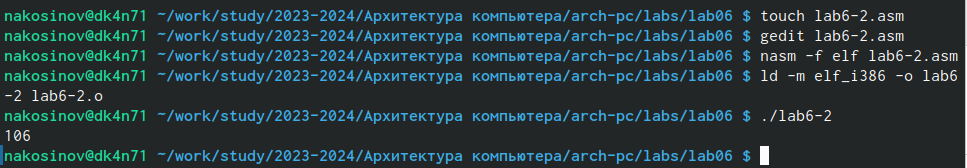 nakosinov@dk4n71 ~/work/study/2023-2024/Архитектура компьютера/arch-pc/labs/lab06 $ touch lab6-2.asm
nakosinov@dk4n71 ~/work/study/2023-2024/Архитектура компьютера/arch-pc/labs/lab06 $ gedit lab6-2.asm
nakosinov@dk4n71 ~/work/study/2023-2024/Архитектура компьютера/arch-pc/labs/lab06 $ nasm -f elf lab6-2.asm
nakosinov@dk4n71 ~/work/study/2023-2024/Архитектура компьютера/arch-pc/labs/lab06 $ ld -m elf_i386 -o lab6
-2 lab6-2.o
nakosinov@dk4n71 ~/work/study/2023-2024/Архитектура компьютера/arch-pc/labs/lab06 $ ./lab6-2
106
nakosinov@dk4n71 ~/work/study/2023-2024/Архитектура компьютера/arch-pc/labs/lab06 $